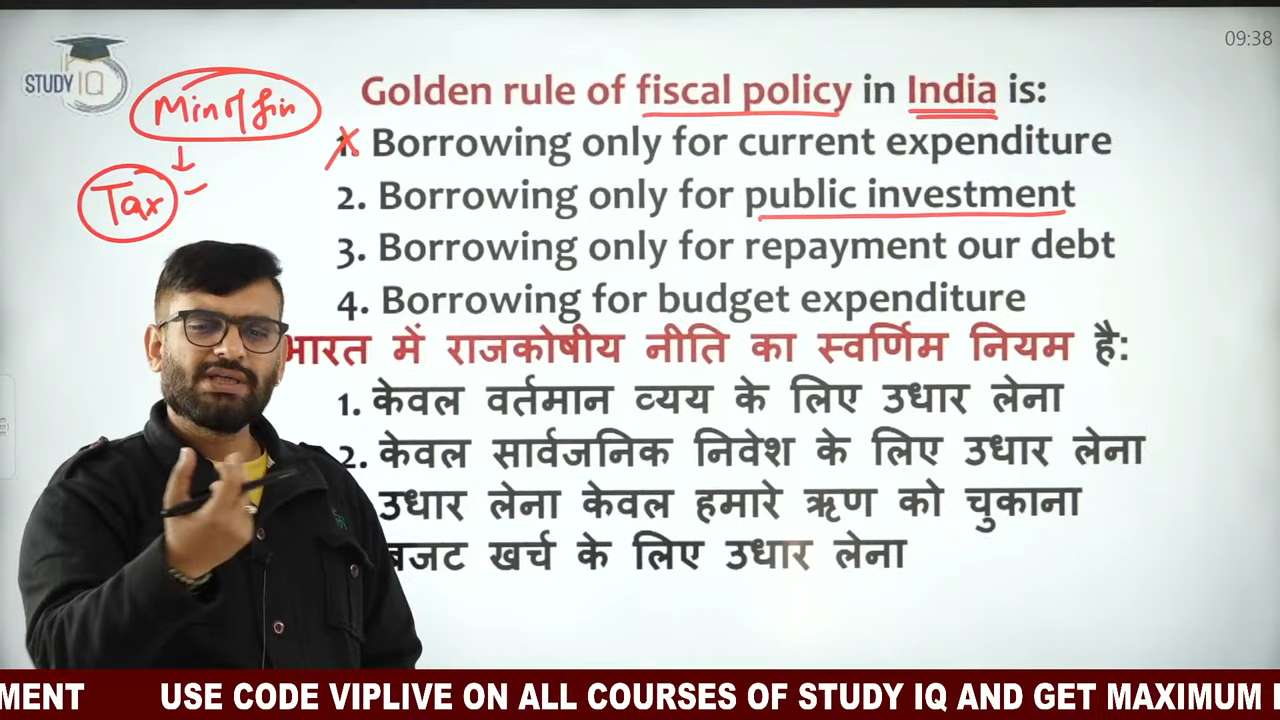 09:38
STUDY IQ
Min of fin
Tax
Golden rule of fiscal policy in India is:
1. Borrowing only for current expenditure
2. Borrowing only for public investment
3. Borrowing only for repayment our debt
4. Borrowing for budget expenditure
भारत में राजकोषीय नीति का स्वर्णिम नियम है:
1. केवल वर्तमान व्यय के लिए उधार लेना
2. केवल सार्वजनिक निवेश के लिए उधार लेना
उधार लेना केवल हमारे ऋण को चुकाना
बजट खर्च के लिए उधार लेना
MENT USE CODE VIPLIVE ON ALL COURSES OF STUDY IQ AND GET MAXIMUM